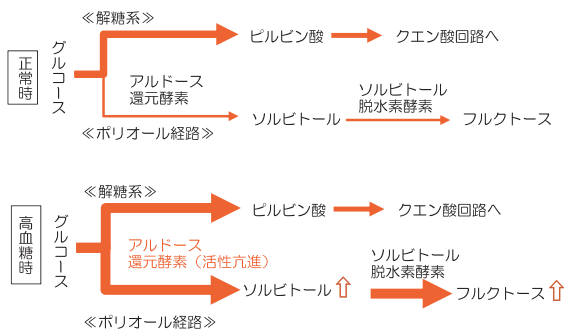 ≪解糖系≫
ピルビン酸
クエン酸回路へ
正常時
グルコース
アルドース
還元酵素
ソルビトール
脱水素酵素
ソルビトール
フルクトース
≪ポリオール経路≫
≪解糖系≫
ピルビン酸
クエン酸回路へ
高血糖時
グルコース
アルドース
還元酵素（活性亢進）
ソルビトール
脱水素酵素
ソルビトール
フルクトース
≪ポリオール経路≫